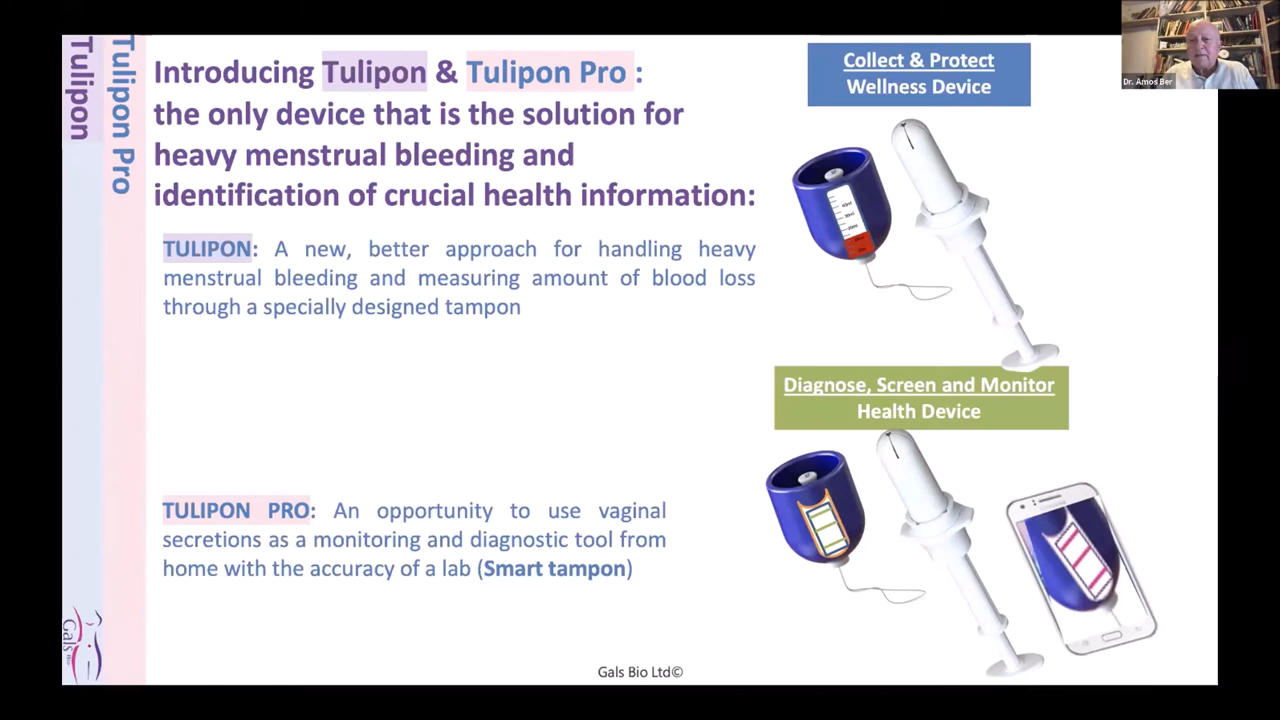 Tulipon
Tulipon Pro
Introducing Tulipon & Tulipon Pro :
the only device that is the solution for
heavy menstrual bleeding and
identification of crucial health information:
TULIPON: A new, better approach for handling heavy
menstrual bleeding and measuring amount of blood loss
through a specially designed tampon
TULIPON PRO: An opportunity to use vaginal
secretions as a monitoring and diagnostic tool from
home with the accuracy of a lab (Smart tampon)
Collect & Protect
Wellness Device
Diagnose, Screen and Monitor
Health Device
Dr. Amos Ber
Gals Bio
Gals Bio Ltd©